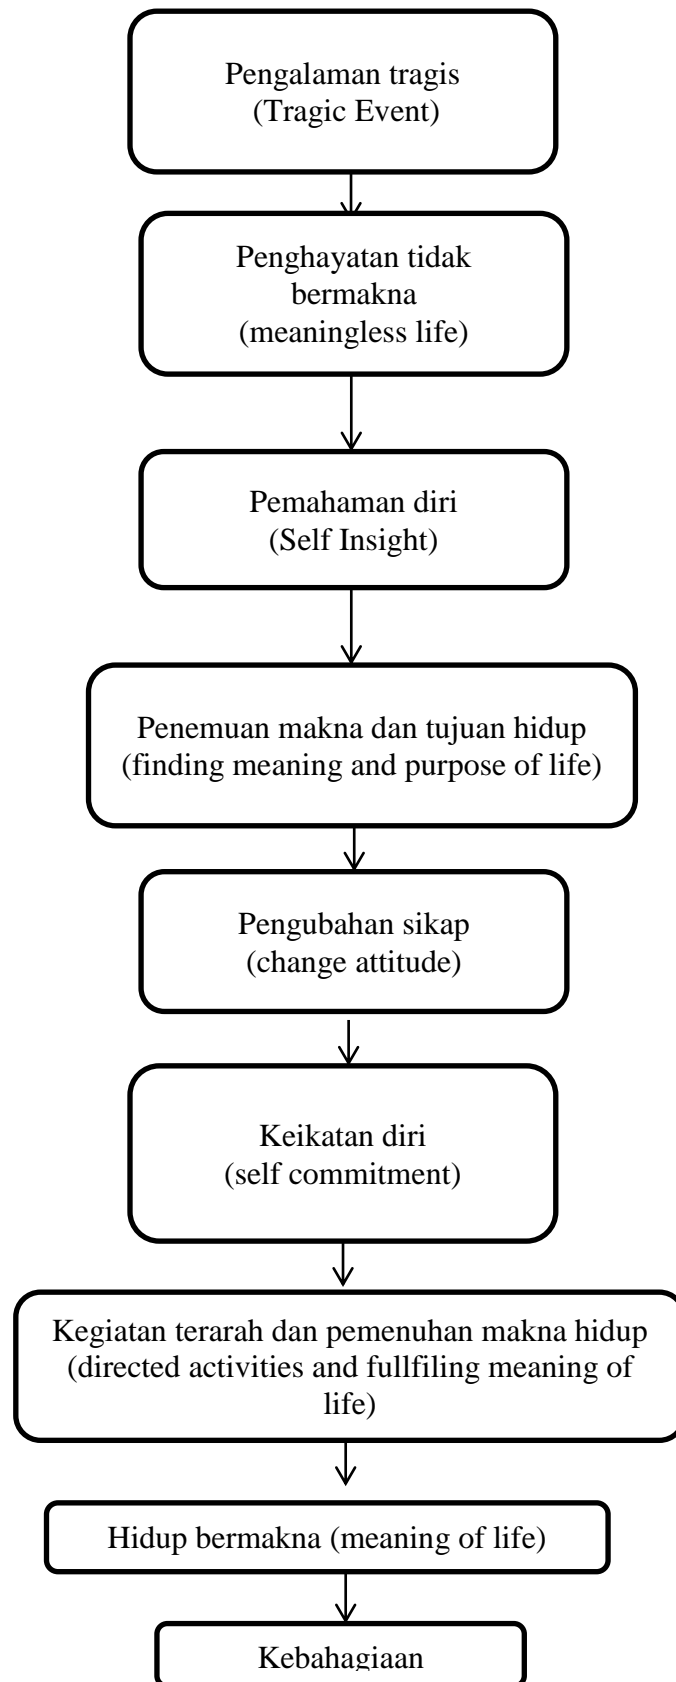 Pengalaman tragis
(Tragic Event)
Penghayatan tidak
bermakna
(meaningless life)
Pemahaman diri
(Self Insight)
Penemuan makna dan tujuan hidup
(finding meaning and purpose of life)
Pengubahan sikap
(change attitude)
Keikatan diri
(self commitment)
Kegiatan terarah dan pemenuhan makna hidup
(directed activities and fullfiling meaning of
life)
Hidup bermakna (meaning of life)
Kebahagiaan